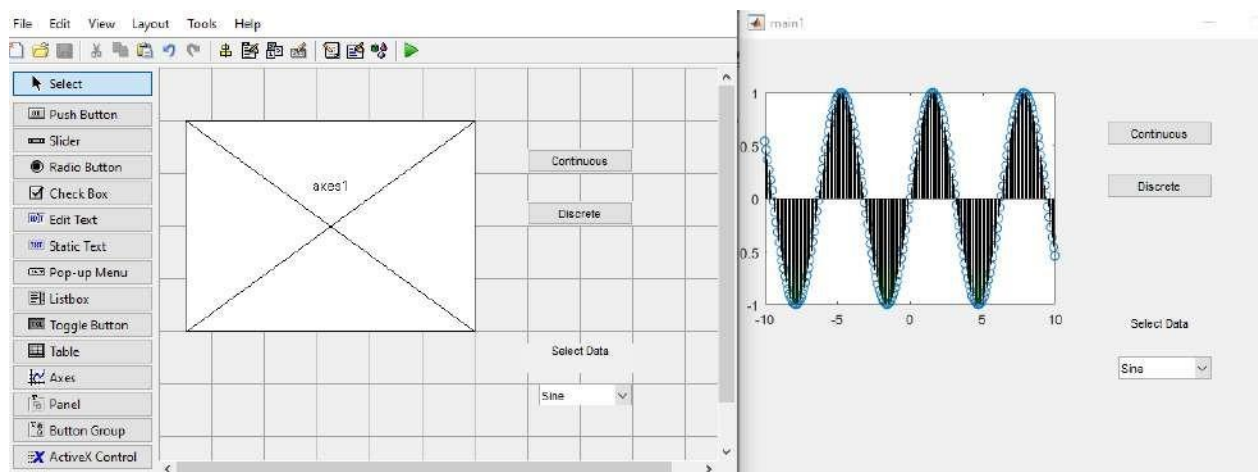 File Edit View Layout Tools Help
Select
Push Button
Slider
Radio Button
Check Box
Edit Text
Static Text
Pop-up Menu
Listbox
Toggle Button
Table
Axes
Panel
Button Group
ActiveX Control
axes1
Continuous
Discrete
Select Data
Sine
main1
1
0.5
0
0.5
-1
-10 -5 0 5 10
Continuous
Discrete
Select Data
Sine